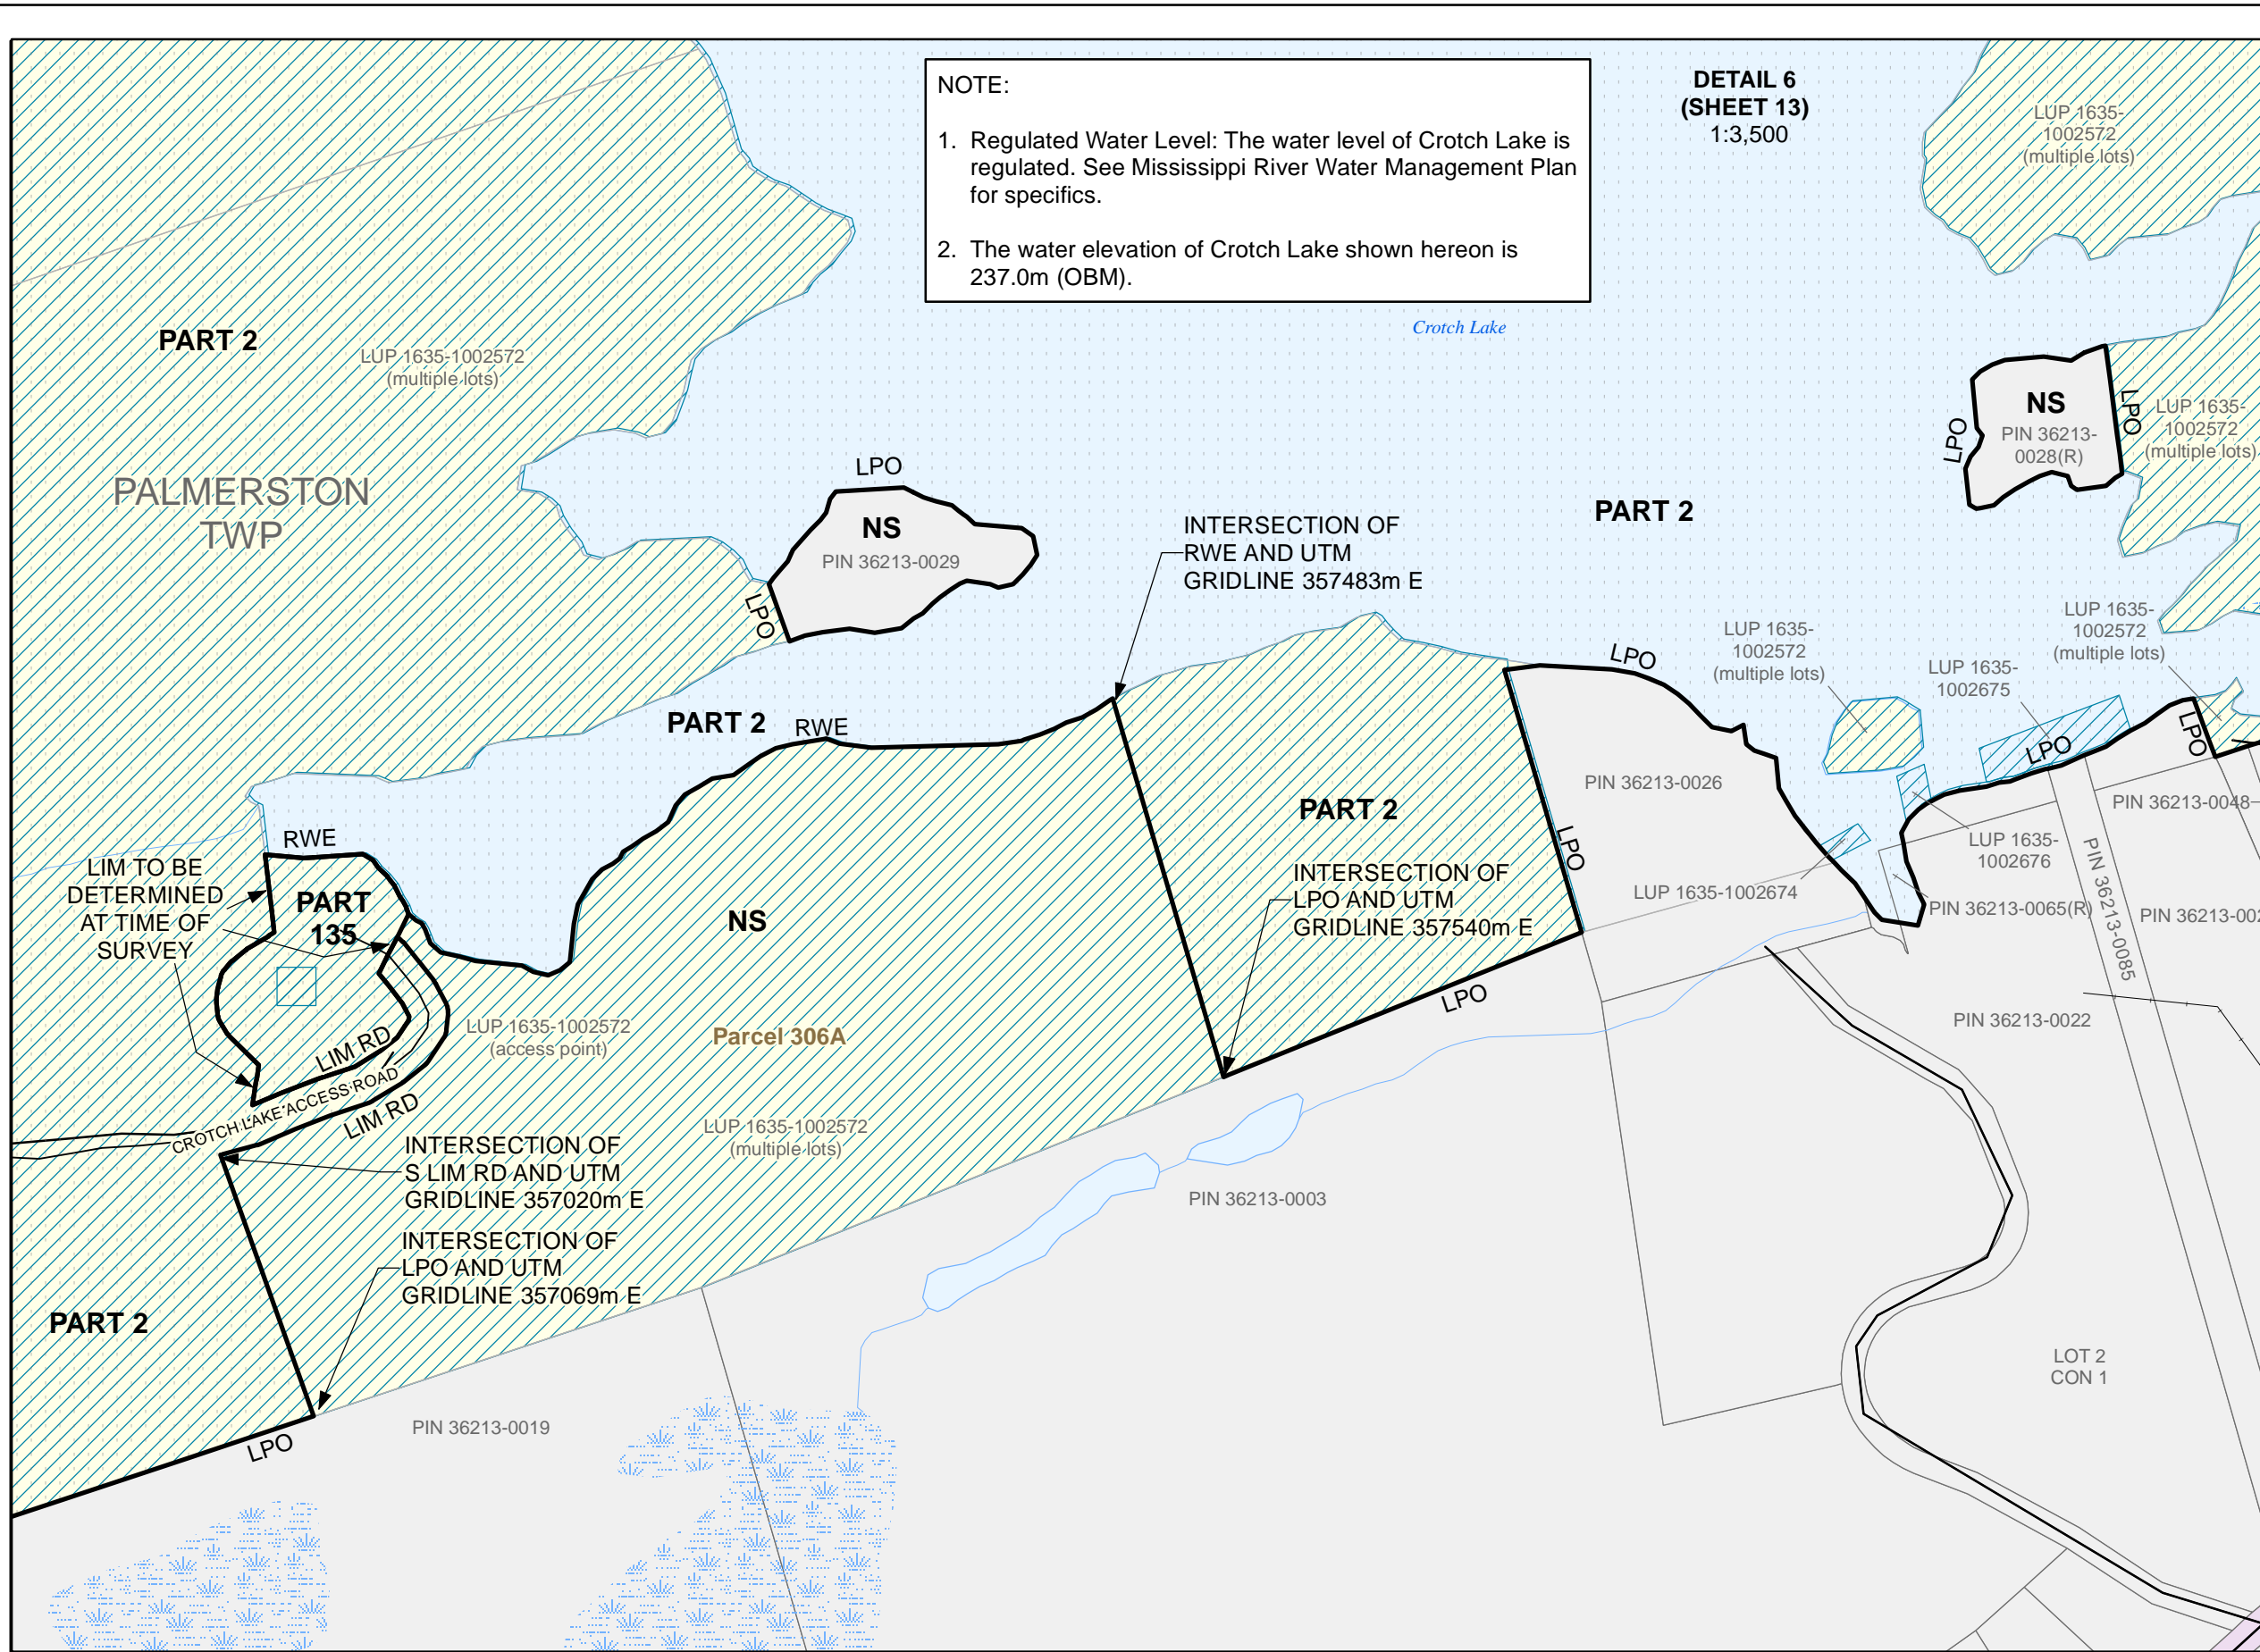 NOTE:
1. Regulated Water Level: The water level of Crotch Lake is
regulated. See Mississippi River Water Management Plan
for specifics.
2. The water elevation of Crotch Lake shown hereon is
237.0m (OBM).
DETAIL 6
(SHEET 13)
1:3,500
LUP 1635-
1002572
(multiple lots)
Crotch Lake
PART 2
LUP 1635-1002572
(multiple lots)
PALMERSTON
TWP
LPO
NS
PIN 36213-0029
LPO
INTERSECTION OF
RWE AND UTM
GRIDLINE 357483m E
PART 2
LPO
NS
PIN 36213-
0028(R)
LPO
LUP 1635-
1002572
(multiple lots)
LUP 1635-
1002572
(multiple lots)
LUP 1635-
1002572
(multiple lots)
LUP 1635-
1002675
LPO
PART 2
RWE
LPO
LPO
PIN 36213-0026
PIN 36213-0048
PART 2
RWE
LIM TO BE
DETERMINED
AT TIME OF
SURVEY
PART
135
NS
INTERSECTION OF
LPO AND UTM
GRIDLINE 357540m E
LPO
LUP 1635-1002674
LUP 1635-
1002676
PIN 36213-0065(R)
PIN 36213-0085
PIN 36213-002
LPO
PIN 36213-0022
LUP 1635-1002572
(access point)
Parcel 306A
LIM RD
CROTCH LAKE ACCESS ROAD
LIM RD
LUP 1635-1002572
(multiple lots)
INTERSECTION OF
S LIM RD AND UTM
GRIDLINE 357020m E
PIN 36213-0003
INTERSECTION OF
LPO AND UTM
GRIDLINE 357069m E
PART 2
LOT 2
CON 1
PIN 36213-0019
LPO